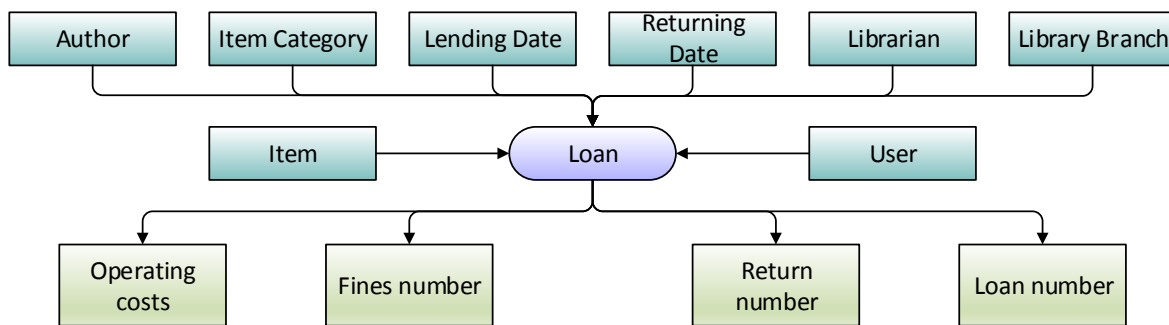 Author
Item Category
Lending Date
Returning
Date
Librarian
Library Branch
Item
Loan
User
Operating
costs
Fines number
Return
number
Loan number